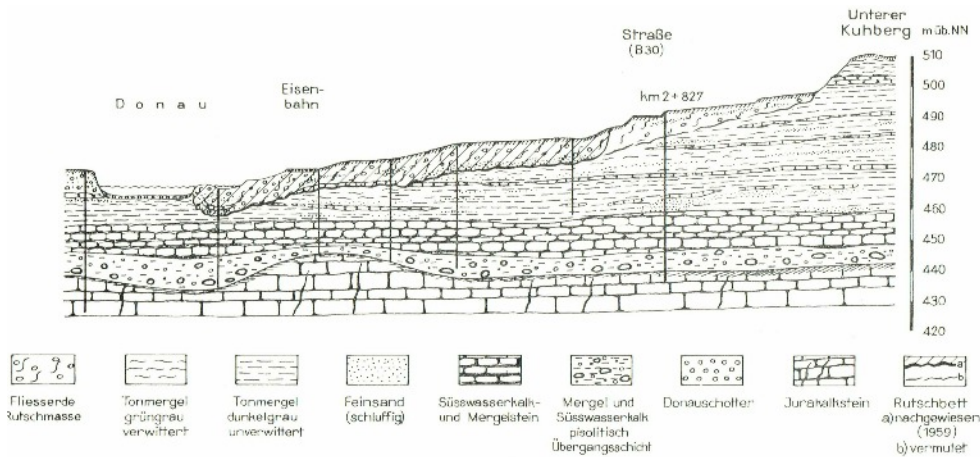 Unterer
Kuhberg
m üb.NN
Straße
(B30)
510
500
490
480
470
460
450
440
430
420
Eisen-
bahn
Donau
km 2+827
Fliesserde
Rutschmasse
Tonmergel
grüngrau
verwittert
Tonmergel
dunkelgrau
unverwittert
Feinsand
(schluffig)
Süsswasserkalk-
und Mergelstein
Mergel und
Süsswasserkalk
pisolitisch
Übergangsschicht
Donauschotter
Jurakalkstein
a
b
Rutschbett
a) nachgewiesen
(1959)
b) vermutet